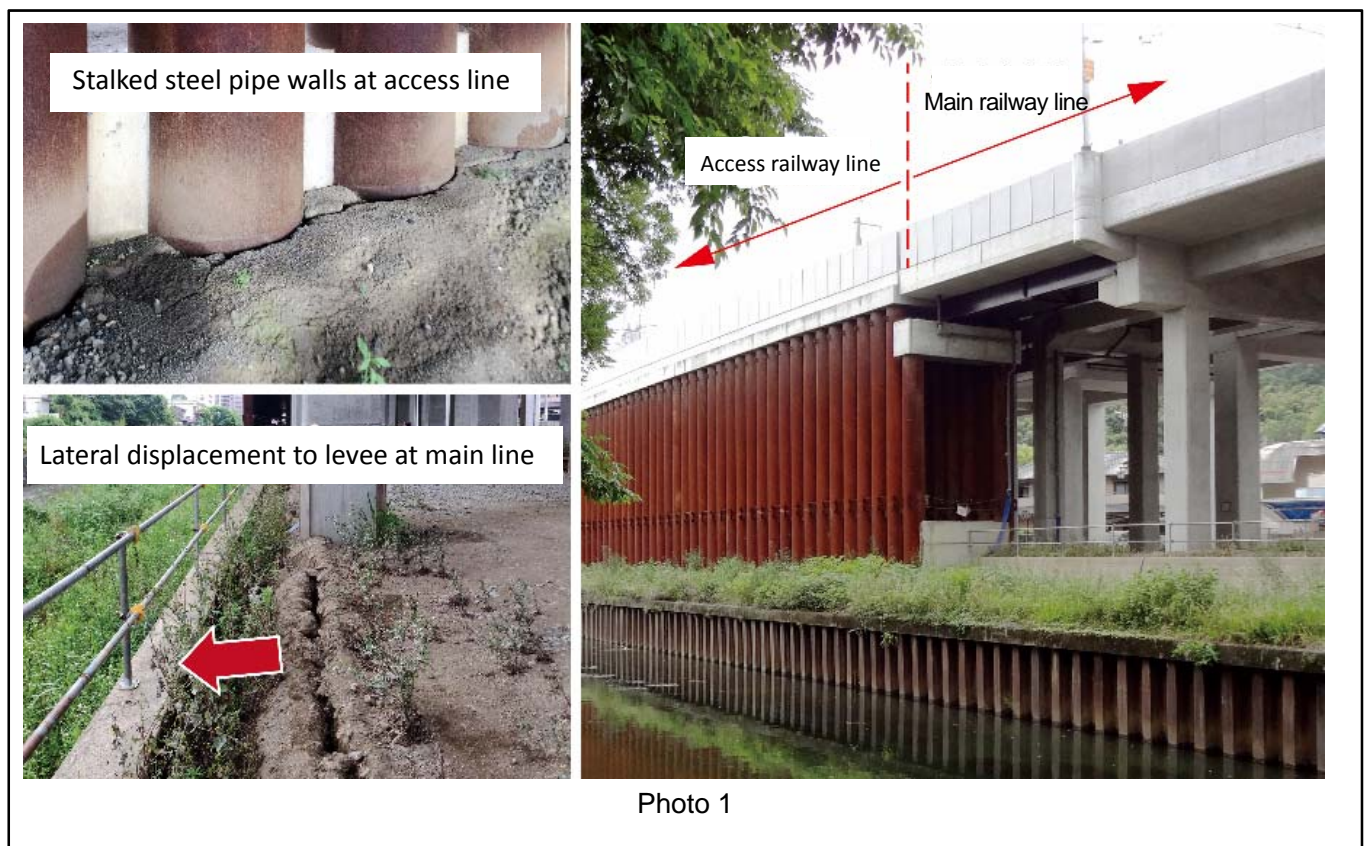 Stalked steel pipe walls at access line
Main railway line
Access railway line
Lateral displacement to levee at main line
Photo 1